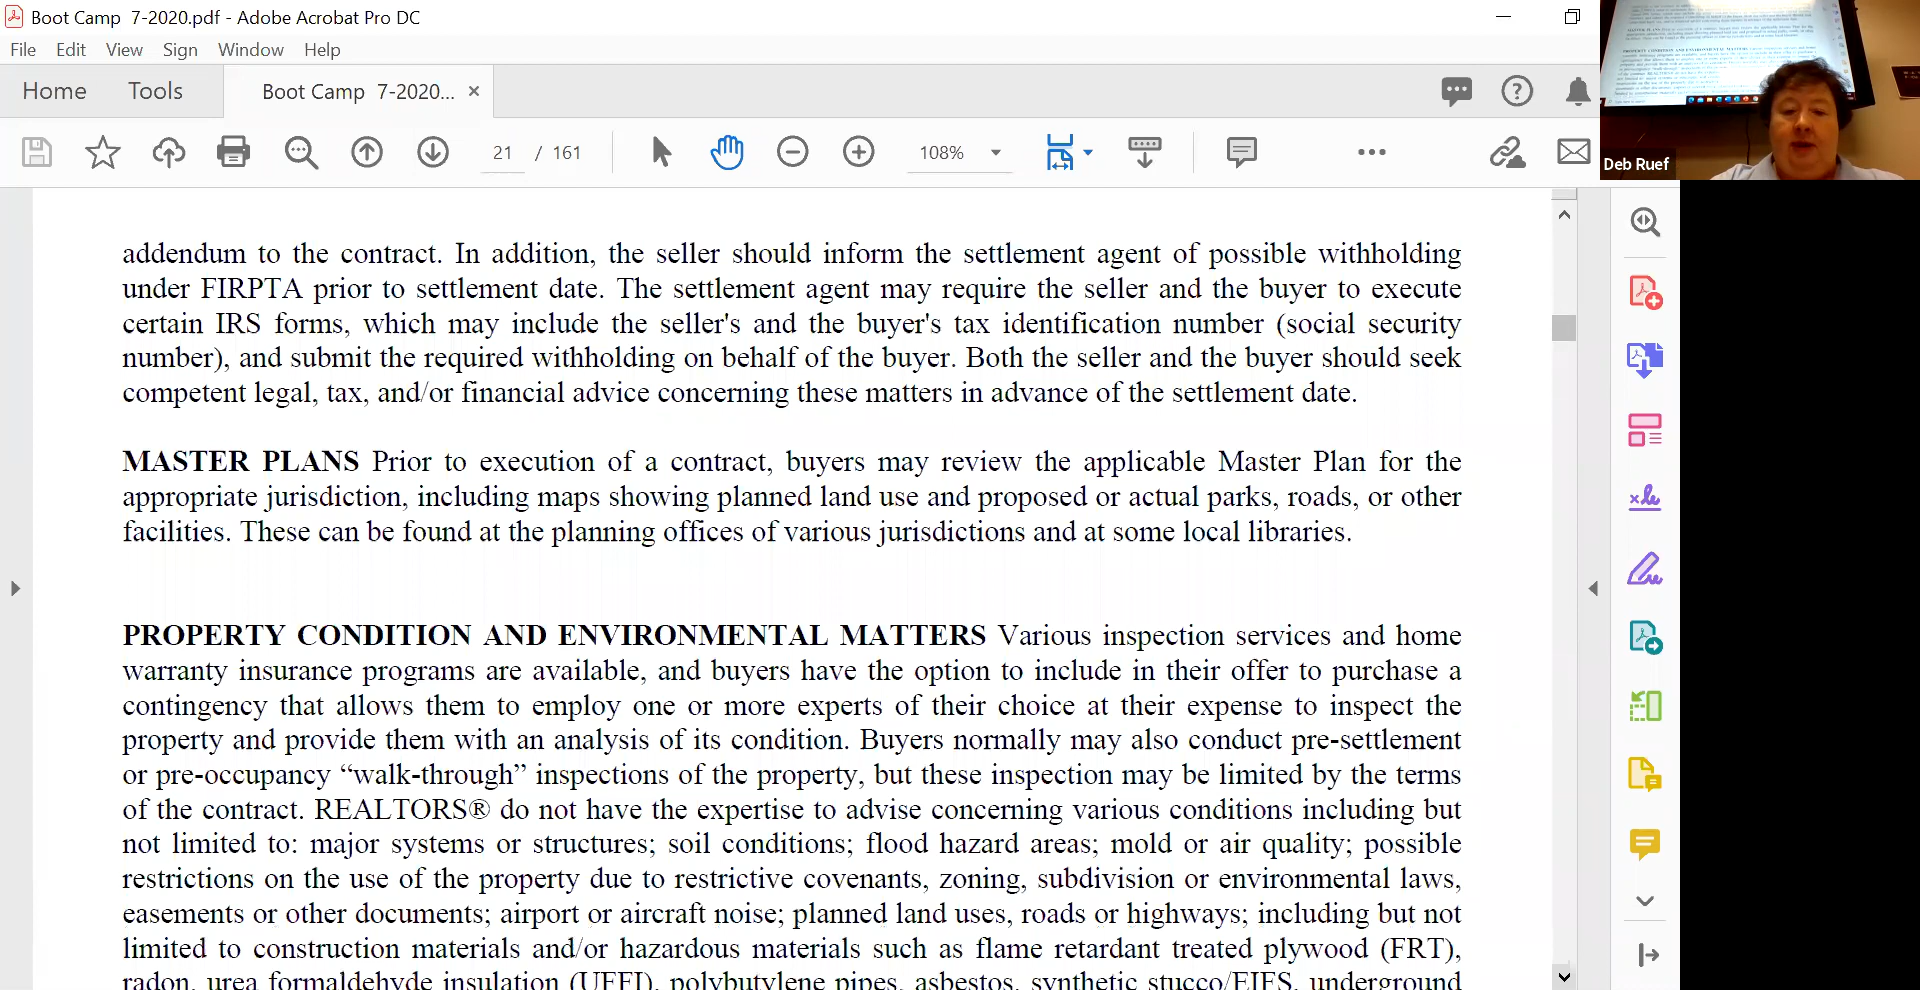 Boot Camp 7-2020.pdf - Adobe Acrobat Pro DC
File Edit View Sign Window Help
Home Tools Boot Camp 7-2020... ×
21 / 161 108%
Deb Ruef
addendum to the contract. In addition, the seller should inform the settlement agent of possible withholding
under FIRPTA prior to settlement date. The settlement agent may require the seller and the buyer to execute
certain IRS forms, which may include the seller's and the buyer's tax identification number (social security
number), and submit the required withholding on behalf of the buyer. Both the seller and the buyer should seek
competent legal, tax, and/or financial advice concerning these matters in advance of the settlement date.
MASTER PLANS Prior to execution of a contract, buyers may review the applicable Master Plan for the
appropriate jurisdiction, including maps showing planned land use and proposed or actual parks, roads, or other
facilities. These can be found at the planning offices of various jurisdictions and at some local libraries.
PROPERTY CONDITION AND ENVIRONMENTAL MATTERS Various inspection services and home
warranty insurance programs are available, and buyers have the option to include in their offer to purchase a
contingency that allows them to employ one or more experts of their choice at their expense to inspect the
property and provide them with an analysis of its condition. Buyers normally may also conduct pre-settlement
or pre-occupancy “walk-through” inspections of the property, but these inspection may be limited by the terms
of the contract. REALTORS® do not have the expertise to advise concerning various conditions including but
not limited to: major systems or structures; soil conditions; flood hazard areas; mold or air quality; possible
restrictions on the use of the property due to restrictive covenants, zoning, subdivision or environmental laws,
easements or other documents; airport or aircraft noise; planned land uses, roads or highways; including but not
limited to construction materials and/or hazardous materials such as flame retardant treated plywood (FRT),
radon, urea formaldehyde insulation (UFFI), polybutylene pipes, asbestos, synthetic stucco/EIFS, underground